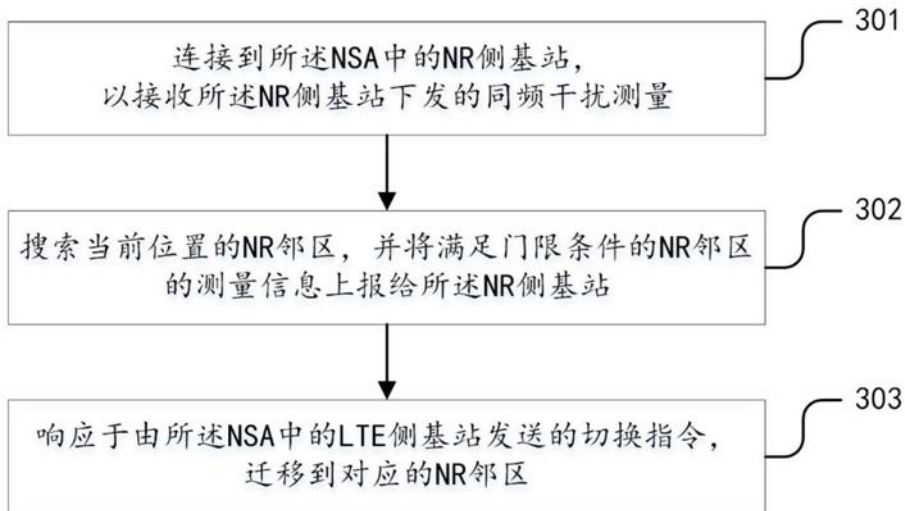 301
连接到所述NSA中的NR侧基站，
以接收所述NR侧基站下发的同频干扰测量
302
搜索当前位置的NR邻区，并将满足门限条件的NR邻区
的测量信息上报给所述NR侧基站
303
响应于由所述NSA中的LTE侧基站发送的切换指令，
迁移到对应的NR邻区